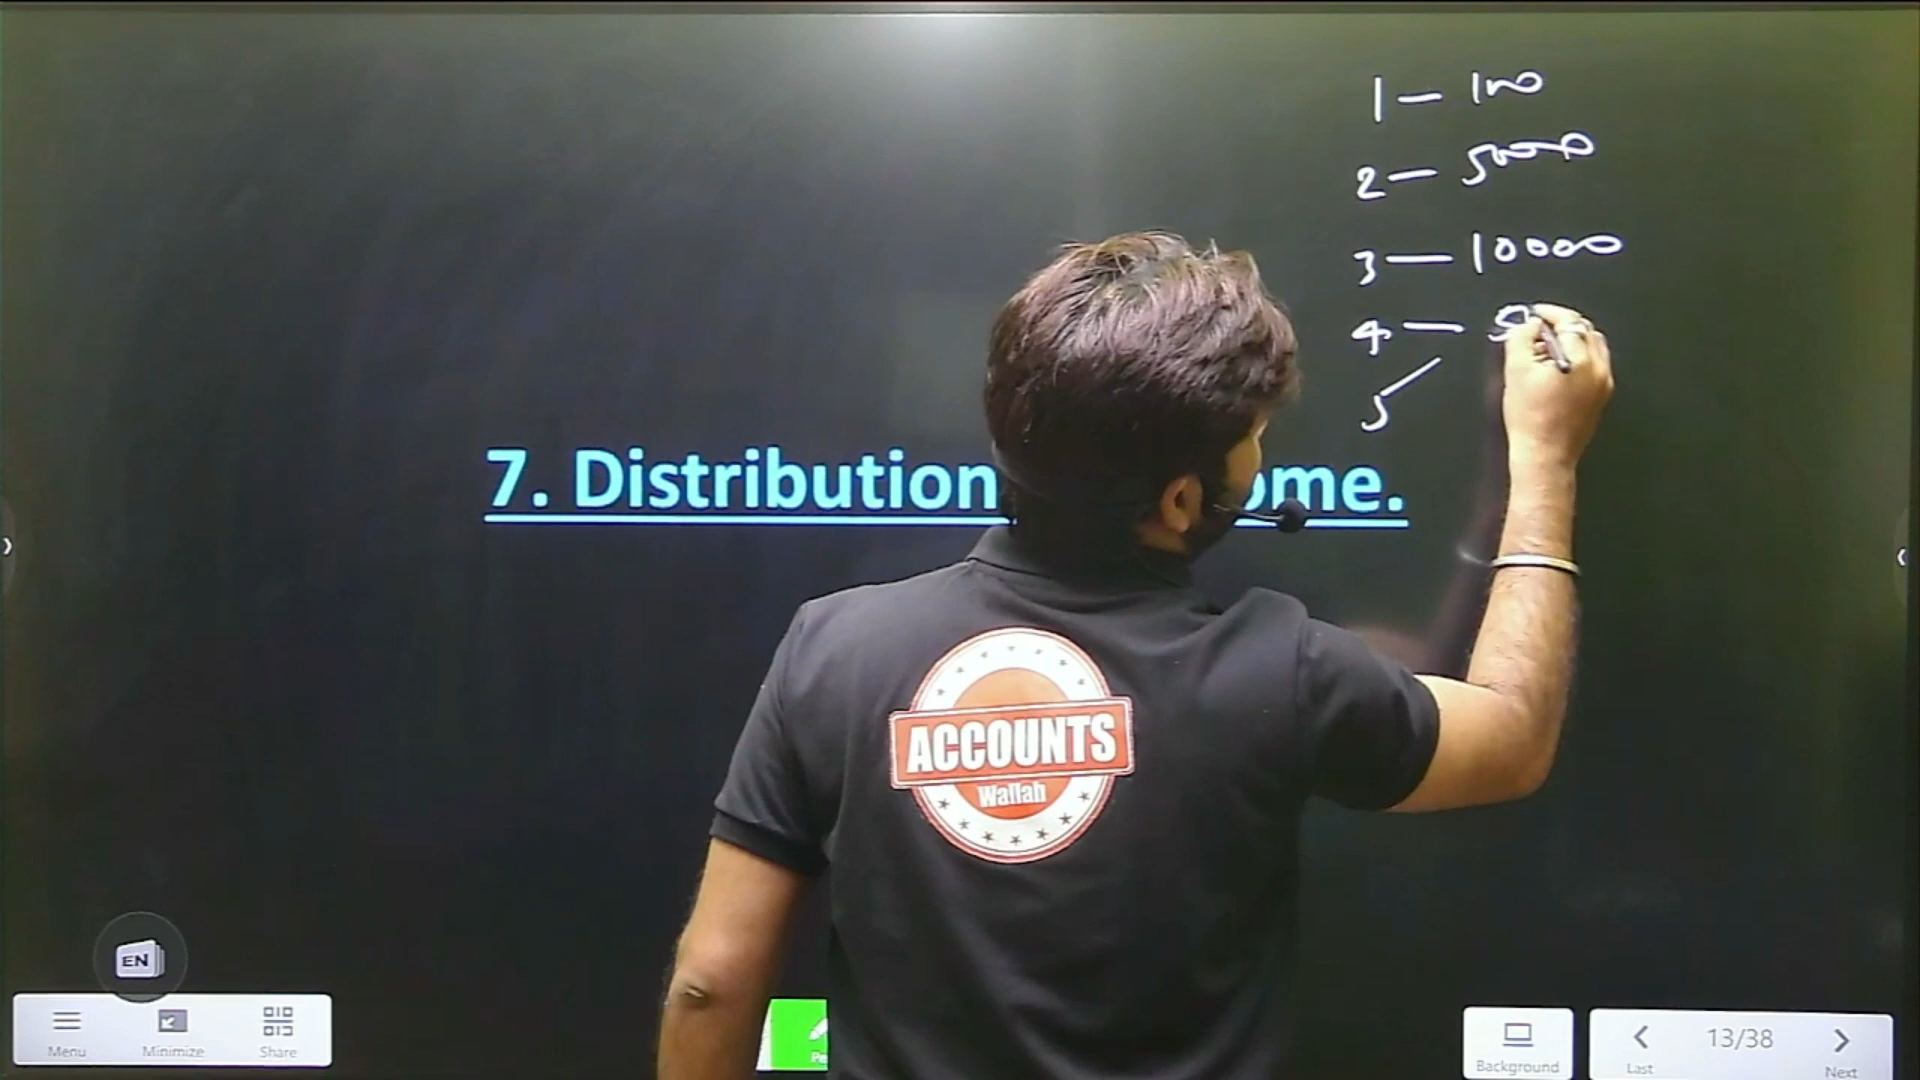 1 — 100
2 — 5000
3 — 10000
4 —
5
7. Distribution ome.
ACCOUNTS
Wallah
EN
Menu
Minimize
Share
Pe
Background
Last
13/38
Next